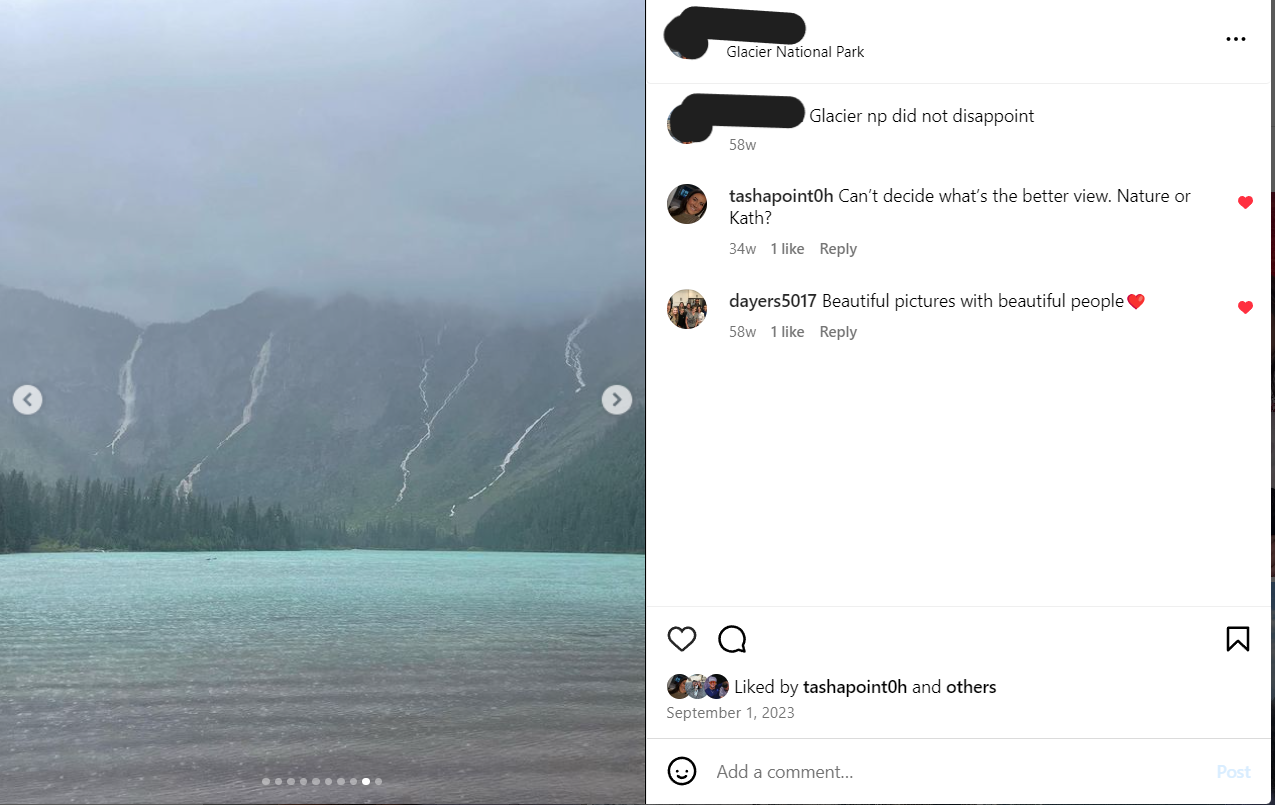 Glacier National Park
Glacier np did not disappoint
58w
tashapoint0h Can't decide what's the better view. Nature or
Kath?
34w 1 like Reply
dayers5017 Beautiful pictures with beautiful people❤️
58w 1 like Reply
Liked by tashapoint0h and others
September 1, 2023
Add a comment...
Post